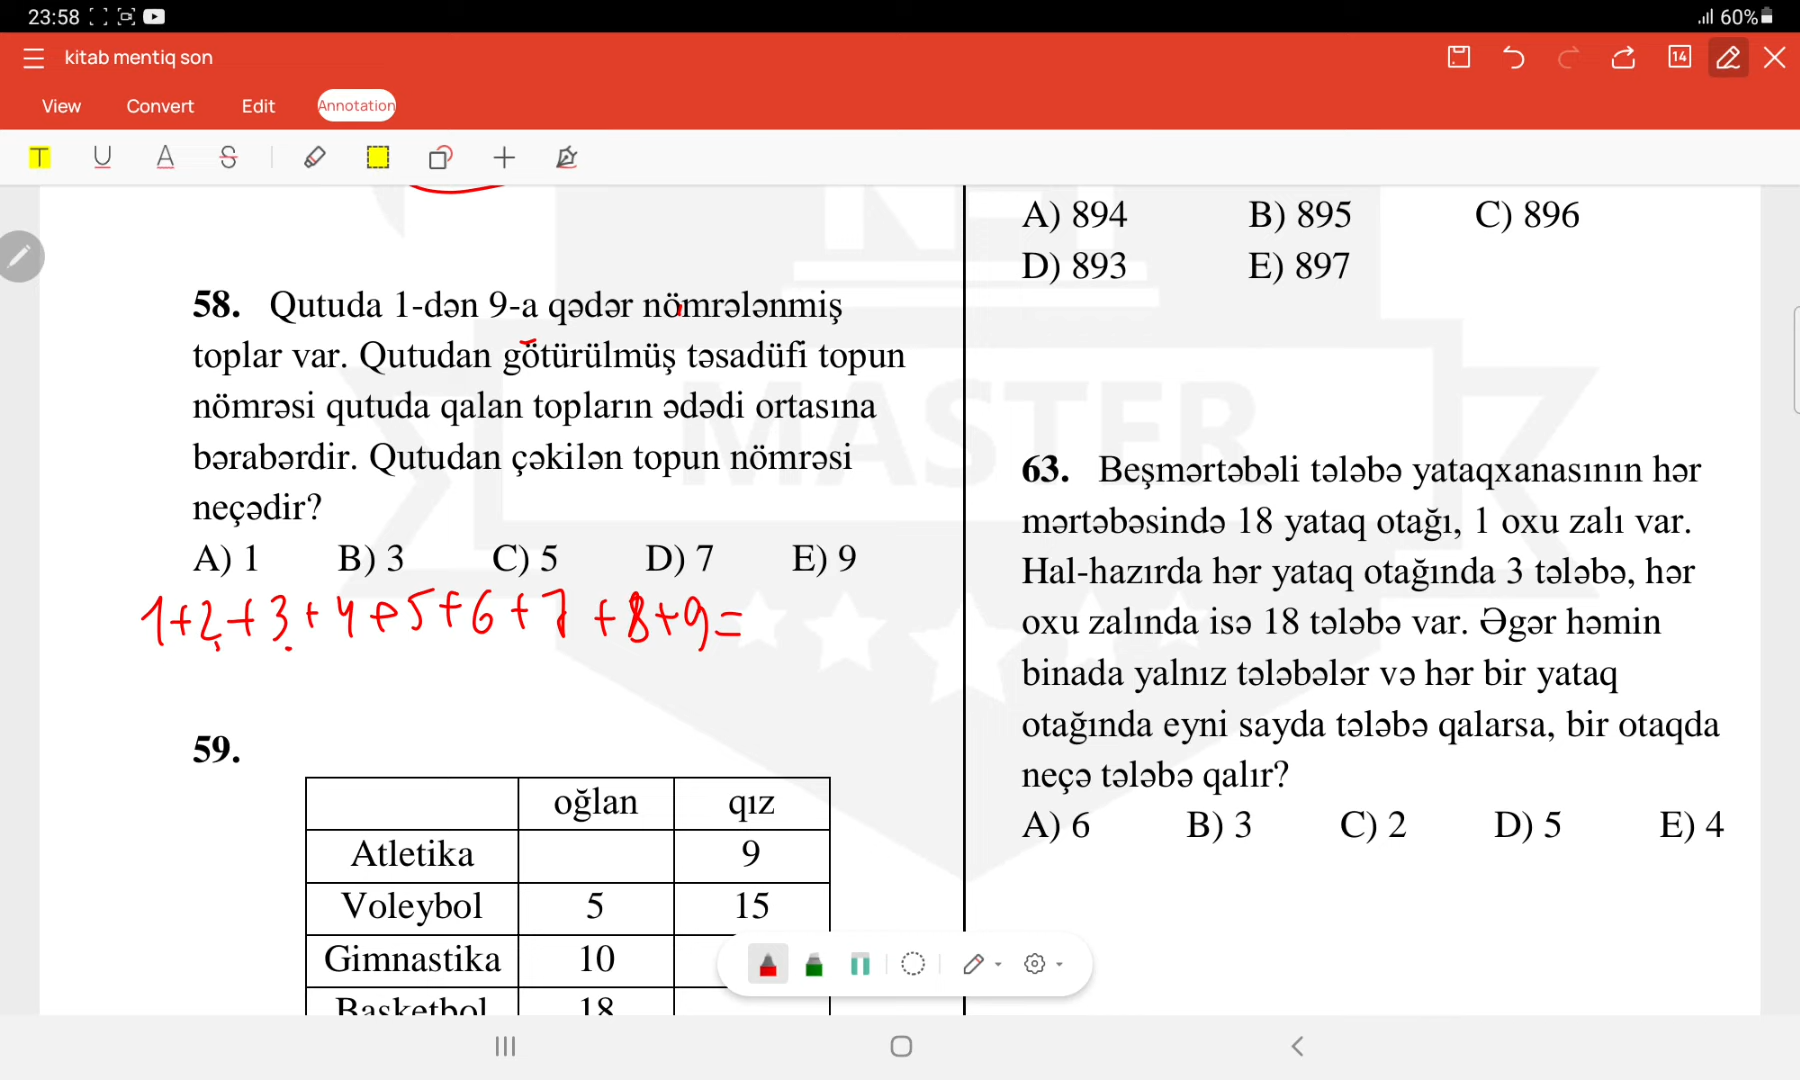 23:58
60%
kitab mentiq son
14
View Convert Edit Annotation
T U A S
58. Qutuda 1-dən 9-a qədər nömrələnmiş
toplar var. Qutudan götürülmüş təsadüfi topun
nömrəsi qutuda qalan topların ədədi ortasına
bərabərdir. Qutudan çəkilən topun nömrəsi
neçədir?
A) 1 B) 3 C) 5 D) 7 E) 9
1+2+3+4+5+6+7+8+9=
59.
oğlan qız
Atletika 9
Voleybol 5 15
Gimnastika 10
Basketbol 18
A) 894 B) 895 C) 896
D) 893 E) 897
63. Beşmərtəbəli tələbə yataqxanasının hər
mərtəbəsində 18 yataq otağı, 1 oxu zalı var.
Hal-hazırda hər yataq otağında 3 tələbə, hər
oxu zalında isə 18 tələbə var. Əgər həmin
binada yalnız tələbələr və hər bir yataq
otağında eyni sayda tələbə qalarsa, bir otaqda
neçə tələbə qalır?
A) 6 B) 3 C) 2 D) 5 E) 4
MASTER